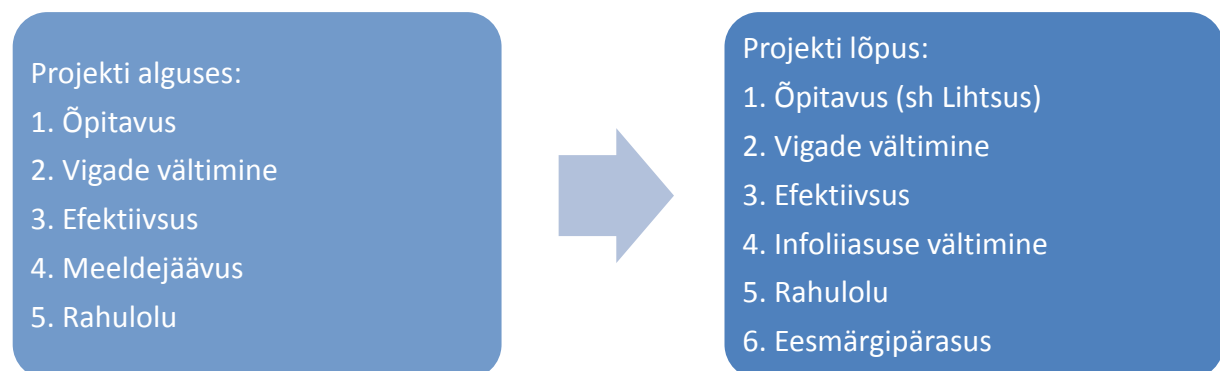 Projekti alguses:
1. Õpitavus
2. Vigade vältimine
3. Efektiivsus
4. Meeldejäävus
5. Rahulolu
Projekti lõpus:
1. Õpitavus (sh Lihtsus)
2. Vigade vältimine
3. Efektiivsus
4. Infoliiasuse vältimine
5. Rahulolu
6. Eesmärgipärasus